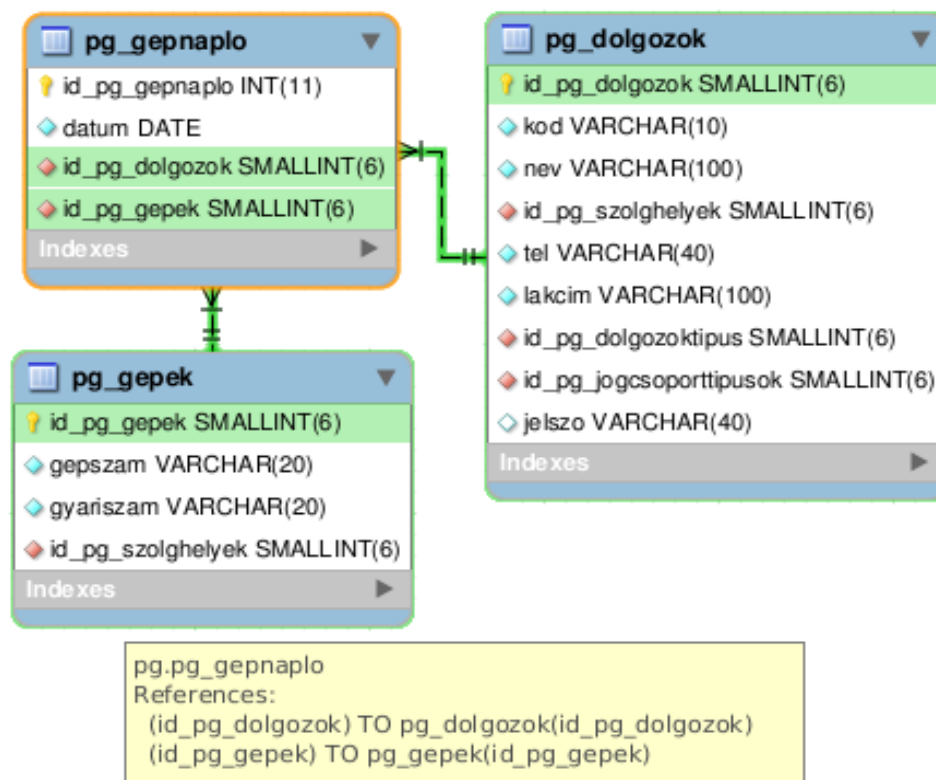 pg_gepnaplo
id_pg_gepnaplo INT(11)
datum DATE
id_pg_dolgozok SMALLINT(6)
id_pg_gepek SMALLINT(6)
Indexes
pg_dolgozok
id_pg_dolgozok SMALLINT(6)
kod VARCHAR(10)
nev VARCHAR(100)
id_pg_szolghelyek SMALLINT(6)
tel VARCHAR(40)
lakcim VARCHAR(100)
id_pg_dolgozoktipus SMALLINT(6)
id_pg_jogcsoporttipusok SMALLINT(6)
jelszo VARCHAR(40)
Indexes
pg_gepek
id_pg_gepek SMALLINT(6)
gepszam VARCHAR(20)
gyariszam VARCHAR(20)
id_pg_szolghelyek SMALLINT(6)
Indexes
pg.pg_gepnaplo
References:
(id_pg_dolgozok) TO pg_dolgozok(id_pg_dolgozok)
(id_pg_gepek) TO pg_gepek(id_pg_gepek)